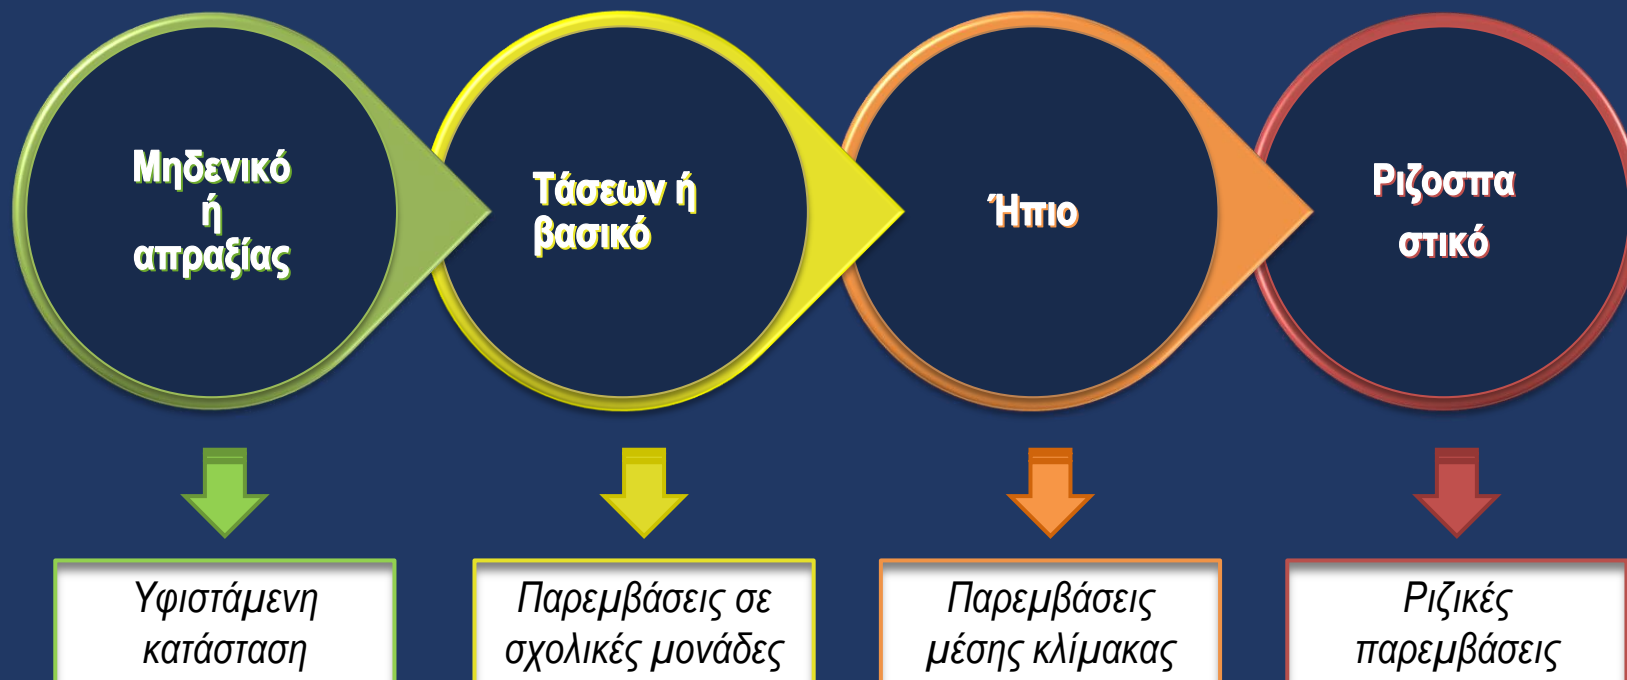 Μηδενικό
ή
απραξίας
Τάσεων ή
βασικό
Ήπιο
Ριζοσπα
στικό
Υφιστάμενη
κατάσταση
Παρεμβάσεις σε
σχολικές μονάδες
Παρεμβάσεις
μέσης κλίμακας
Ριζικές
παρεμβάσεις